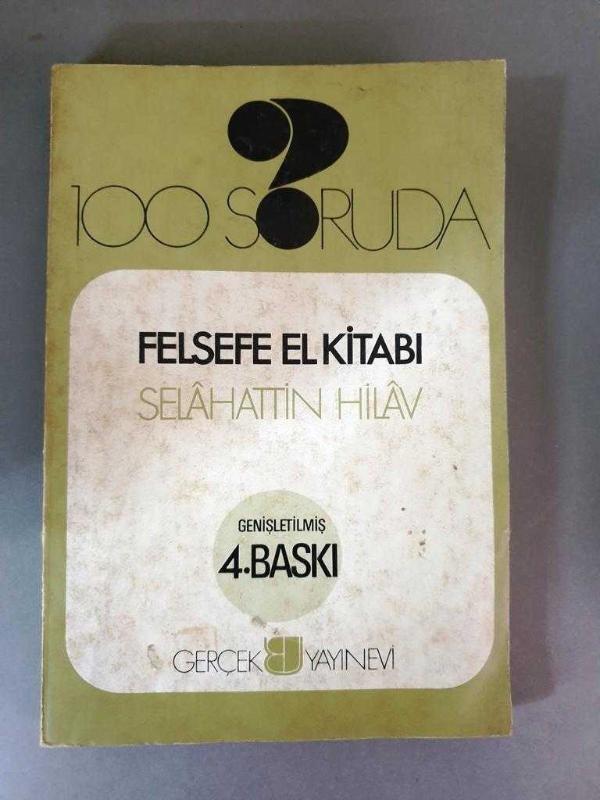 100 SORUDA
FELSEFE EL KİTABI
SELÂHATTİN HİLÂV
GENİŞLETİLMİŞ
4.BASKI
GERÇEK YAYINEVİ